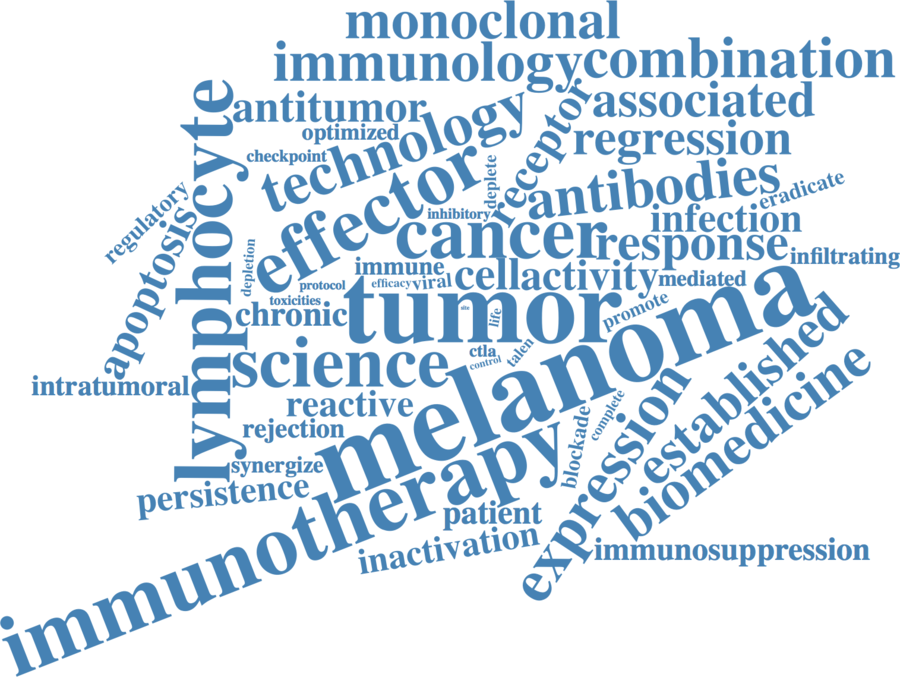 monoclonal
immunology
combination
lymphocyte
antitumor
associated
optimized
technology
receptor
regression
checkpoint
effector
deplete
antibodies
eradicate
regulatory
apoptosis
inhibitory
infection
cancer
response
infiltrating
depletion
immune
cellactivity
mediated
protocol
efficacy
viral
toxicities
tumor
chronic
site
life
promote
melanoma
science
ctla
control
talen
established
intratumoral
reactive
rejection
complete
blockade
expression
biomedicine
synergize
persistence
immunotherapy
patient
inactivation
immunosuppression